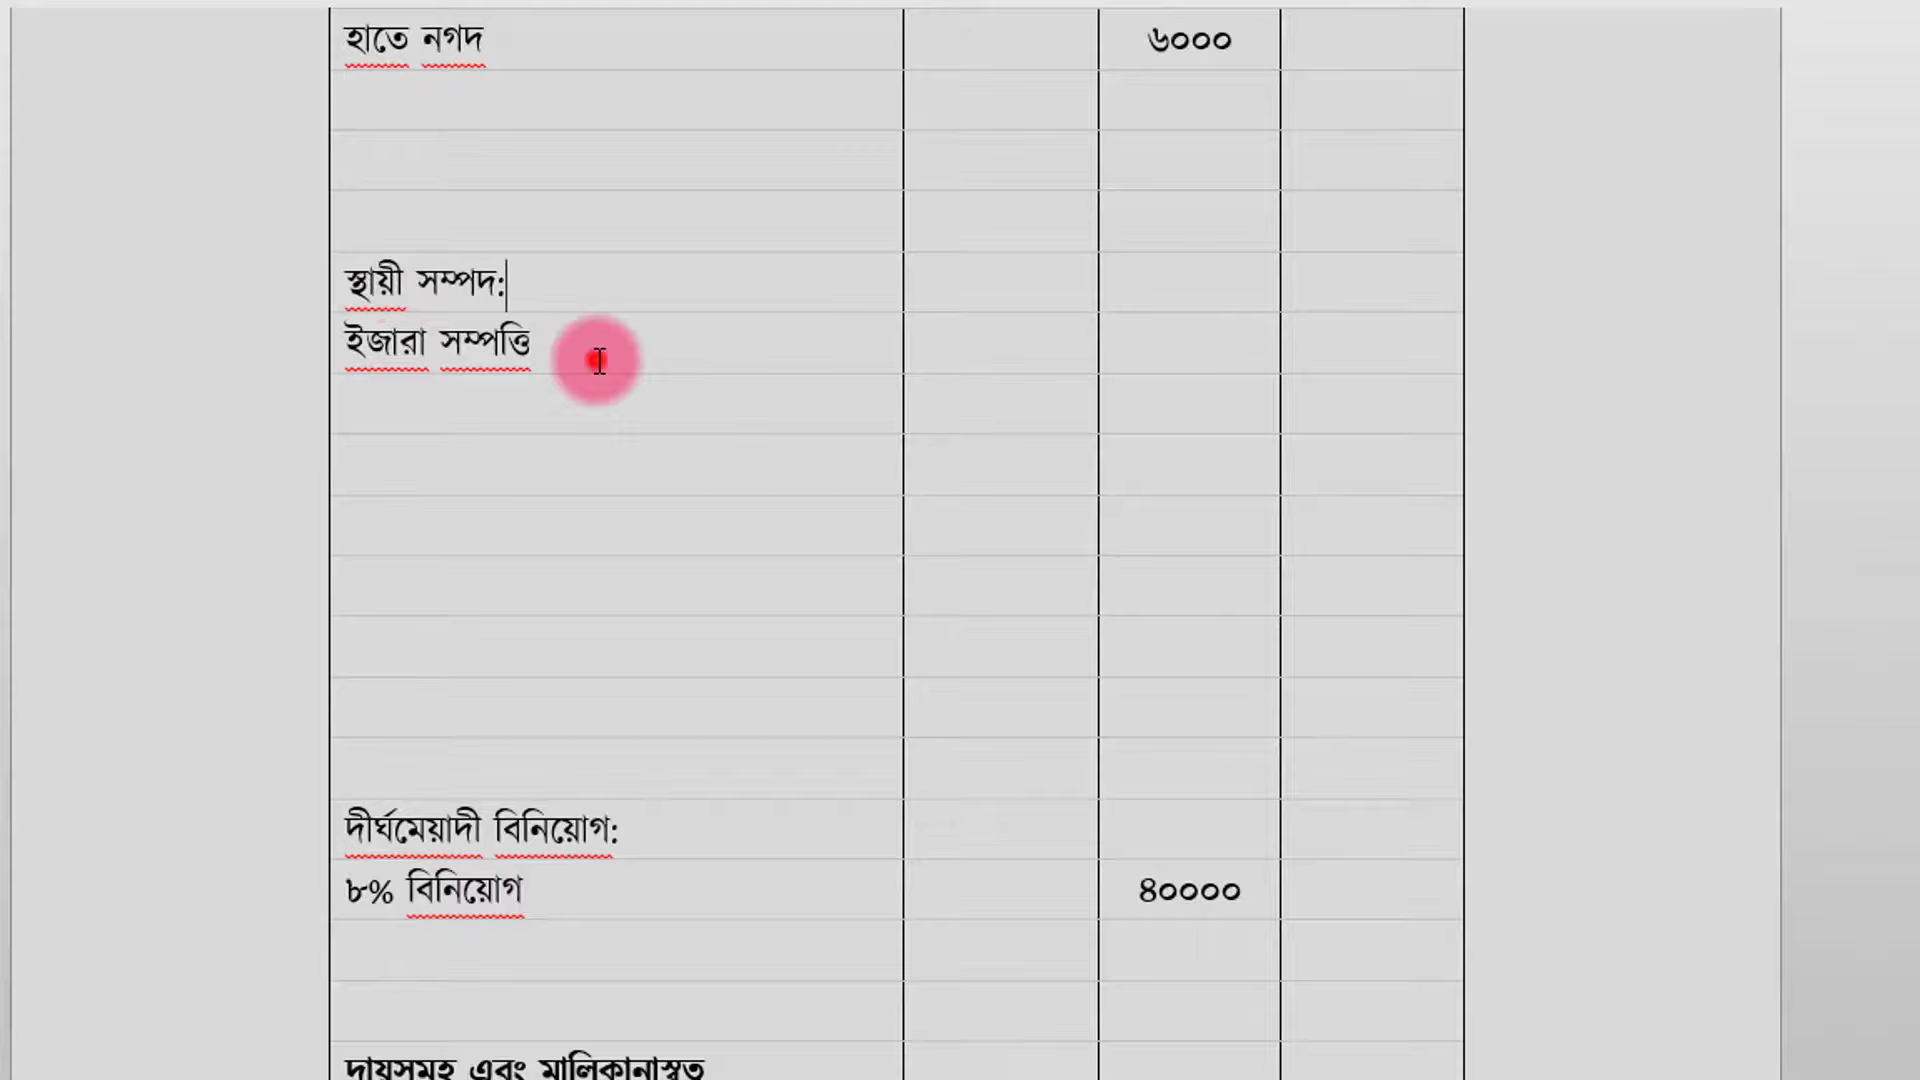 হাতে নগদ ৬০০০
স্থায়ী সম্পদ:
ইজারা সম্পত্তি
দীর্ঘমেয়াদী বিনিয়োগ:
৮% বিনিয়োগ ৪০০০০
দায়সমূহ এবং মালিকানাস্বত্ব